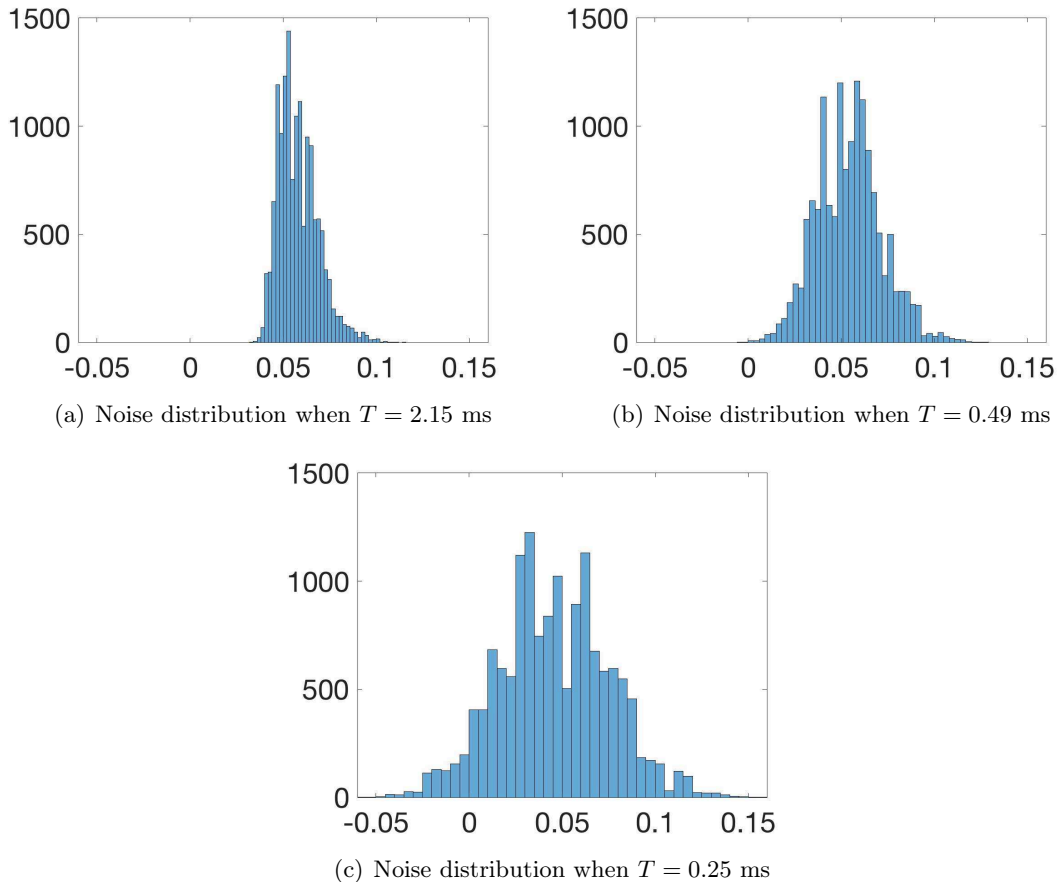 1500
1000
500
0
-0.05 0 0.05 0.1 0.15
(a) Noise distribution when T = 2.15 ms
1500
1000
500
0
-0.05 0 0.05 0.1 0.15
(b) Noise distribution when T = 0.49 ms
1500
1000
500
0
-0.05 0 0.05 0.1 0.15
(c) Noise distribution when T = 0.25 ms